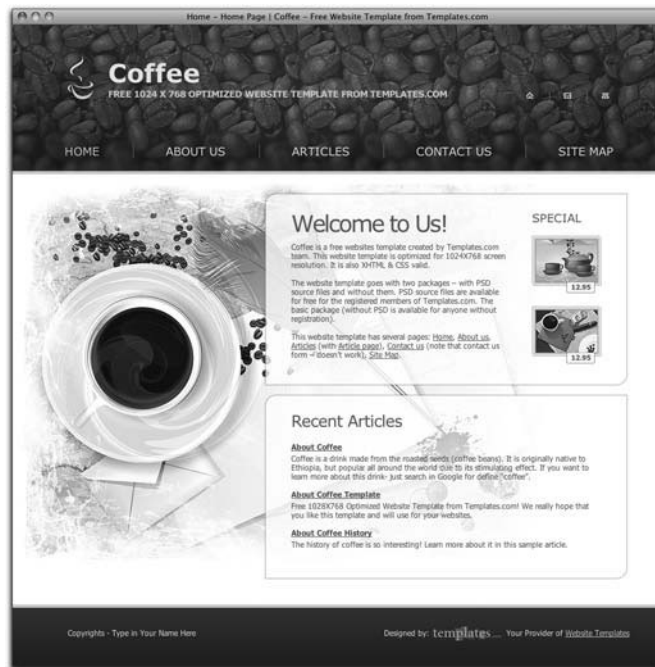 Home – Home Page | Coffee – Free Website Template from Templates.com
Coffee
FREE 1024 X 768 OPTIMIZED WEBSITE TEMPLATE FROM TEMPLATES.COM
HOME
ABOUT US
ARTICLES
CONTACT US
SITE MAP
Welcome to Us!
Coffee is a free websites template created by Templates.com
team. This website template is optimized for 1024X768 screen
resolution. It is also XHTML & CSS valid.
The website template goes with two packages – with PSD
source files and without them. PSD source files are available
for free for the registered members of Templates.com. The
basic package (without PSD is available for anyone without
registration).
This website template has several pages: Home, About us,
Articles (with Article page), Contact us (note that contact us
form – doesn't work), Site Map.
SPECIAL
12.95
12.95
Recent Articles
About Coffee
Coffee is a drink made from the roasted seeds (coffee beans). It is originally native to
Ethiopia, but popular all around the world due to its stimulating effect. If you want to
learn more about this drink- just search in Google for define "coffee".
About Coffee Template
Free 1028X768 Optimized Website Template from Templates.com! We really hope that
you like this template and will use for your websites.
About Coffee History
The history of coffee is so interesting! Learn more about it in this sample article.
Copyrights - Type in Your Name Here
Designed by: templates... Your Provider of Website Templates